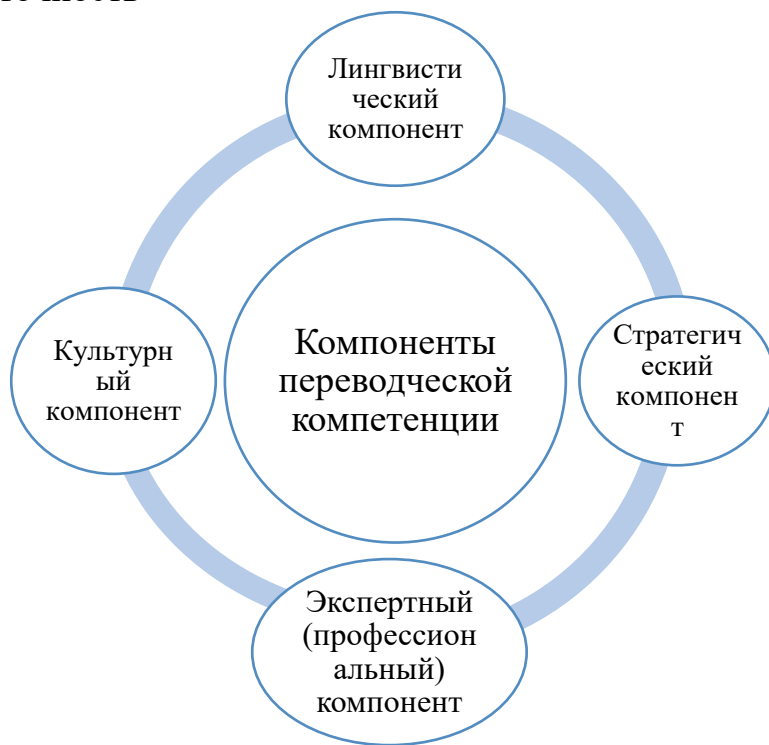 Лингвисти
ческий
компонент
Культурн
ый
компонент
Компоненты
переводческой
компетенции
Стратегич
еский
компонен
т
Экспертный
(профессион
альный)
компонент